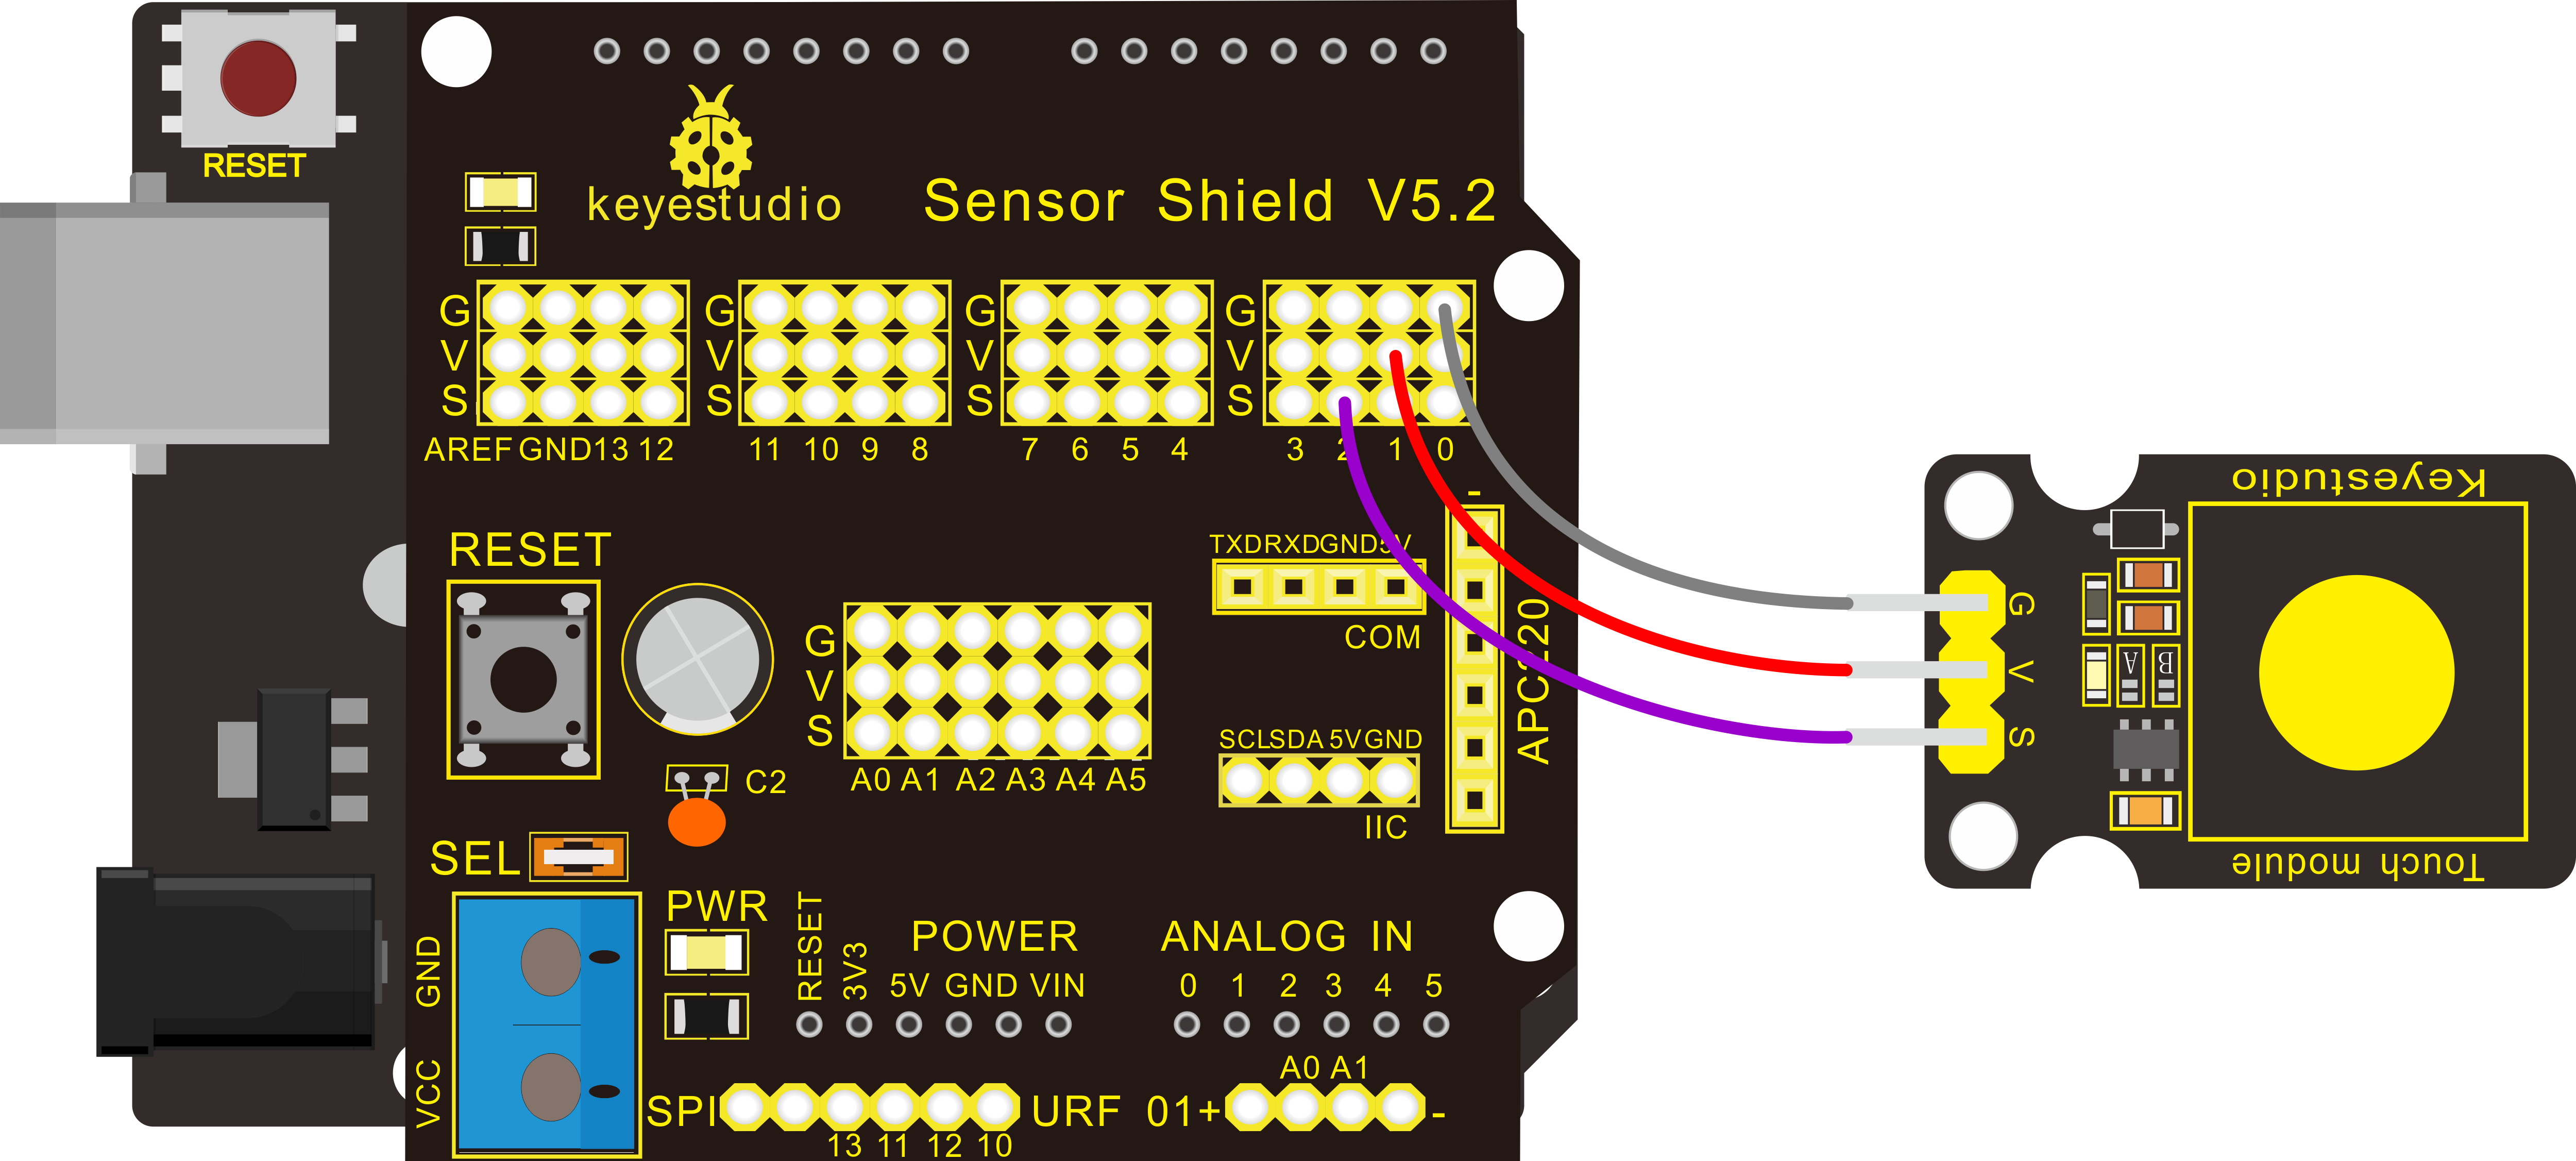 RESET
keyestudio
Sensor Shield V5.2
G G G G
V V V V
S S S S
AREF GND 13 12 11 10 9 8 7 6 5 4 3 2 1 0
-
Keyestudio
RESET
TXD RXD GND 5V
COM
APC220
G
V
S
A B
G
V
S
A0 A1 A2 A3 A4 A5
C2
SCL SDA 5V GND
IIC
SEL
Touch module
PWR
GND
VCC
RESET
3V3
POWER
5V GND VIN
ANALOG IN
0 1 2 3 4 5
A0 A1
SPI
URF 01+
-
13 11 12 10